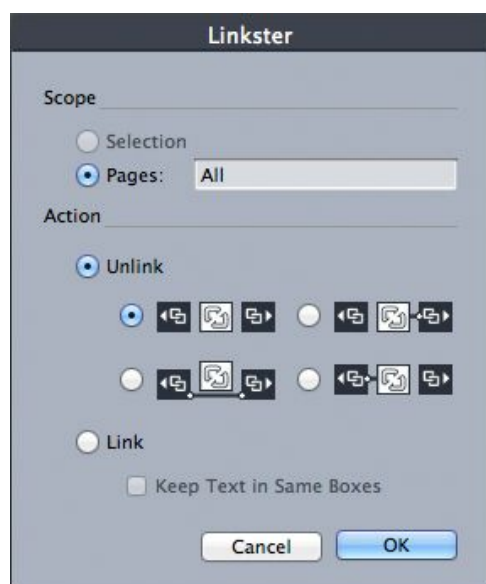 Linkster
Scope
Selection
Pages: All
Action
Unlink
Link
Keep Text in Same Boxes
Cancel OK